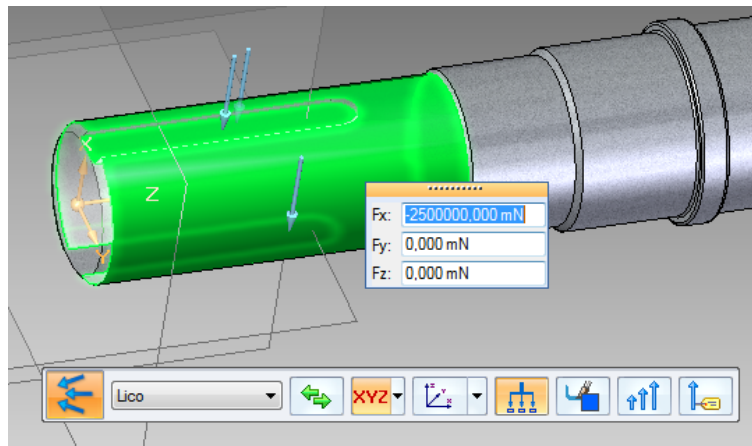 X
Z
Y
Fx: -2500000,000 mN
Fy: 0,000 mN
Fz: 0,000 mN
Lico
XYZ